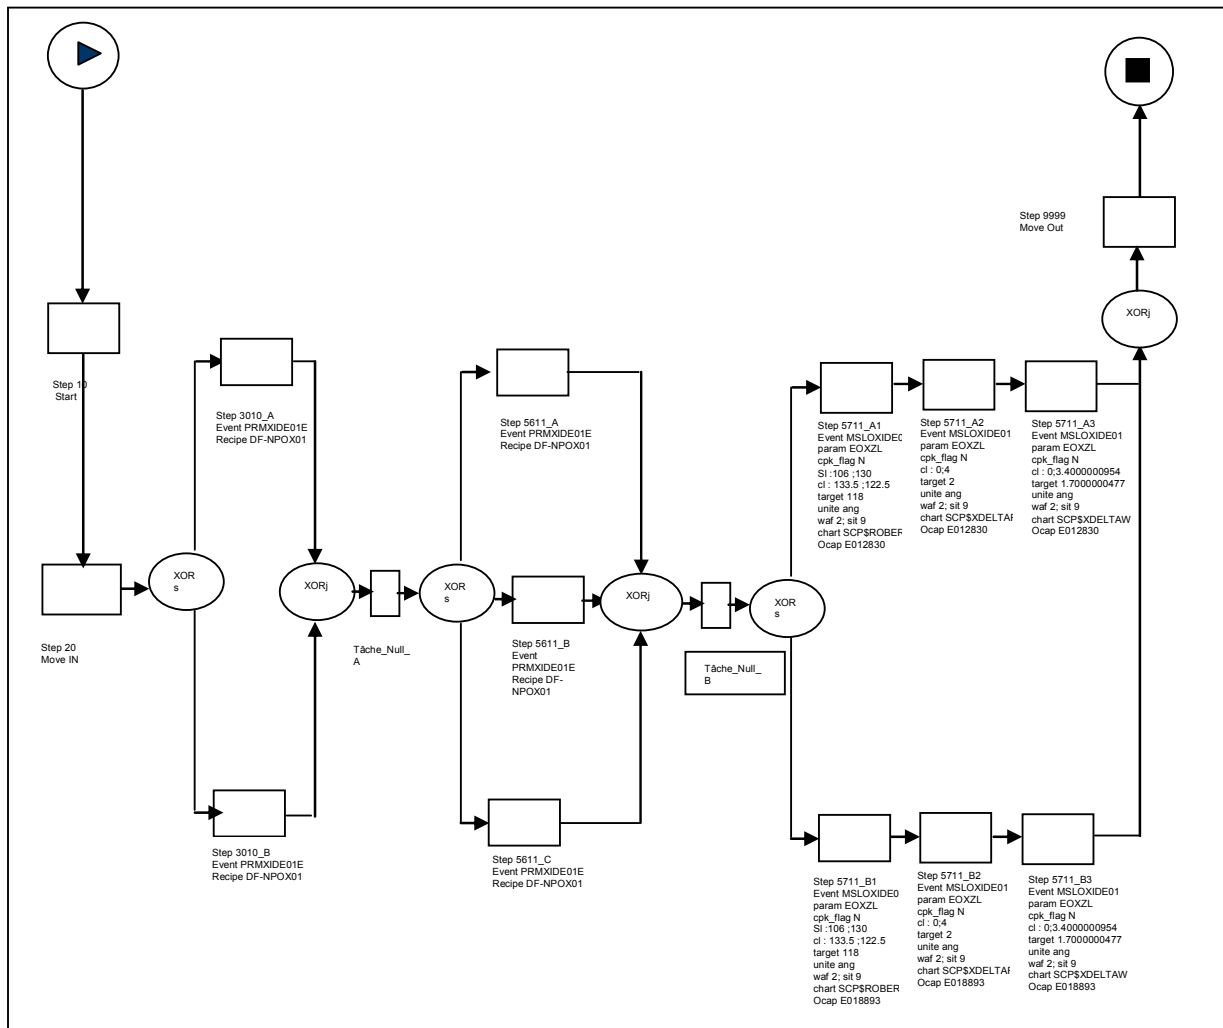 Step 9999
Move Out
XORj
Step 10
Start
Step 3010_A
Event PRMXIDE01E
Recipe DF-NPOX01
Step 5611_A
Event PRMXIDE01E
Recipe DF-NPOX01
Step 5711_A1
Event MSLOXIDE0
param EOXZL
cpk_flag N
Sl :106 ;130
cl : 133.5 ;122.5
target 118
unite ang
waf 2; sit 9
chart SCP$ROBER
Ocap E012830
Step 5711_A2
Event MSLOXIDE01
param EOXZL
cpk_flag N
cl : 0;4
target 2
unite ang
waf 2; sit 9
chart SCP$XDELTA
Ocap E012830
Step 5711_A3
Event MSLOXIDE01
param EOXZL
cpk_flag N
cl : 0;3.4000000954
target 1.7000000477
unite ang
waf 2; sit 9
chart SCP$XDELTAW
Ocap E012830
XOR
s
XORj
XOR
s
XORj
XOR
s
Step 20
Move IN
Tâche_Null_
A
Step 5611_B
Event
PRMXIDE01E
Recipe DF-
NPOX01
Tâche_Null_
B
Step 3010_B
Event PRMXIDE01E
Recipe DF-NPOX01
Step 5611_C
Event PRMXIDE01E
Recipe DF-NPOX01
Step 5711_B1
Event MSLOXIDE0
param EOXZL
cpk_flag N
Sl :106 ;130
cl : 133.5 ;122.5
target 118
unite ang
waf 2; sit 9
chart SCP$ROBER
Ocap E018893
Step 5711_B2
Event MSLOXIDE01
param EOXZL
cpk_flag N
cl : 0;4
target 2
unite ang
waf 2; sit 9
chart SCP$XDELTA
Ocap E018893
Step 5711_B3
Event MSLOXIDE01
param EOXZL
cpk_flag N
cl : 0;3.4000000954
target 1.7000000477
unite ang
waf 2; sit 9
chart SCP$XDELTAW
Ocap E018893